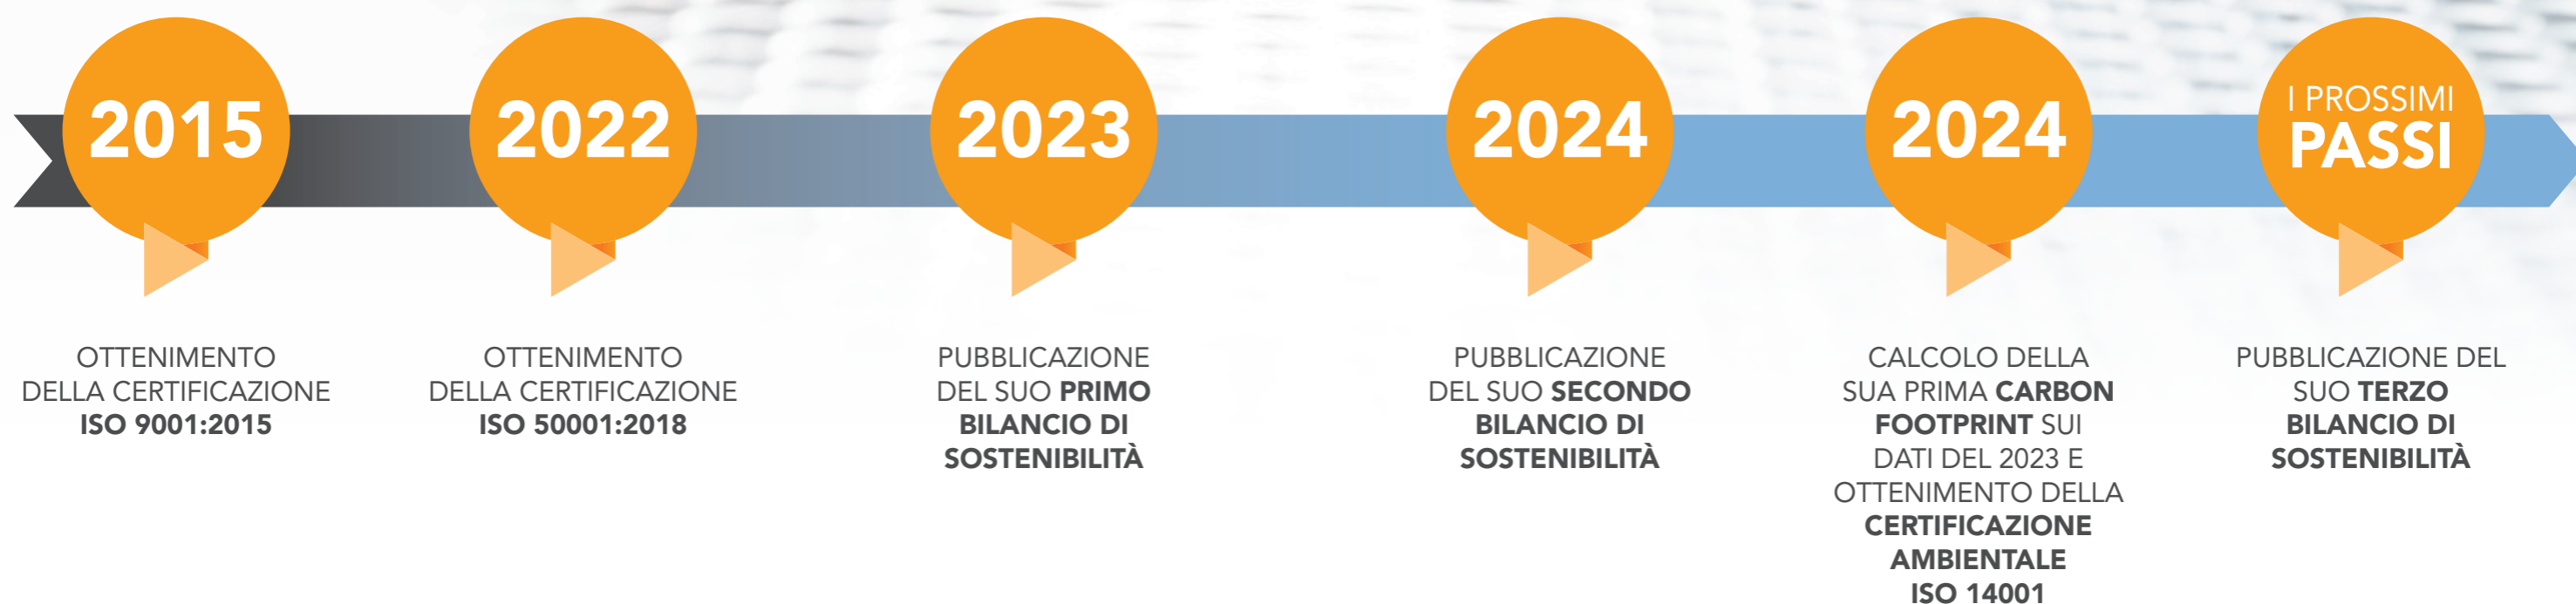 2015
OTTENIMENTO
DELLA CERTIFICAZIONE
ISO 9001:2015
2022
OTTENIMENTO
DELLA CERTIFICAZIONE
ISO 50001:2018
2023
PUBBLICAZIONE
DEL SUO PRIMO
BILANCIO DI
SOSTENIBILITÀ
2024
PUBBLICAZIONE
DEL SUO SECONDO
BILANCIO DI
SOSTENIBILITÀ
2024
CALCOLO DELLA
SUA PRIMA CARBON
FOOTPRINT SUI
DATI DEL 2023 E
OTTENIMENTO DELLA
CERTIFICAZIONE
AMBIENTALE
ISO 14001
I PROSSIMI
PASSI
PUBBLICAZIONE DEL
SUO TERZO
BILANCIO DI
SOSTENIBILITÀ